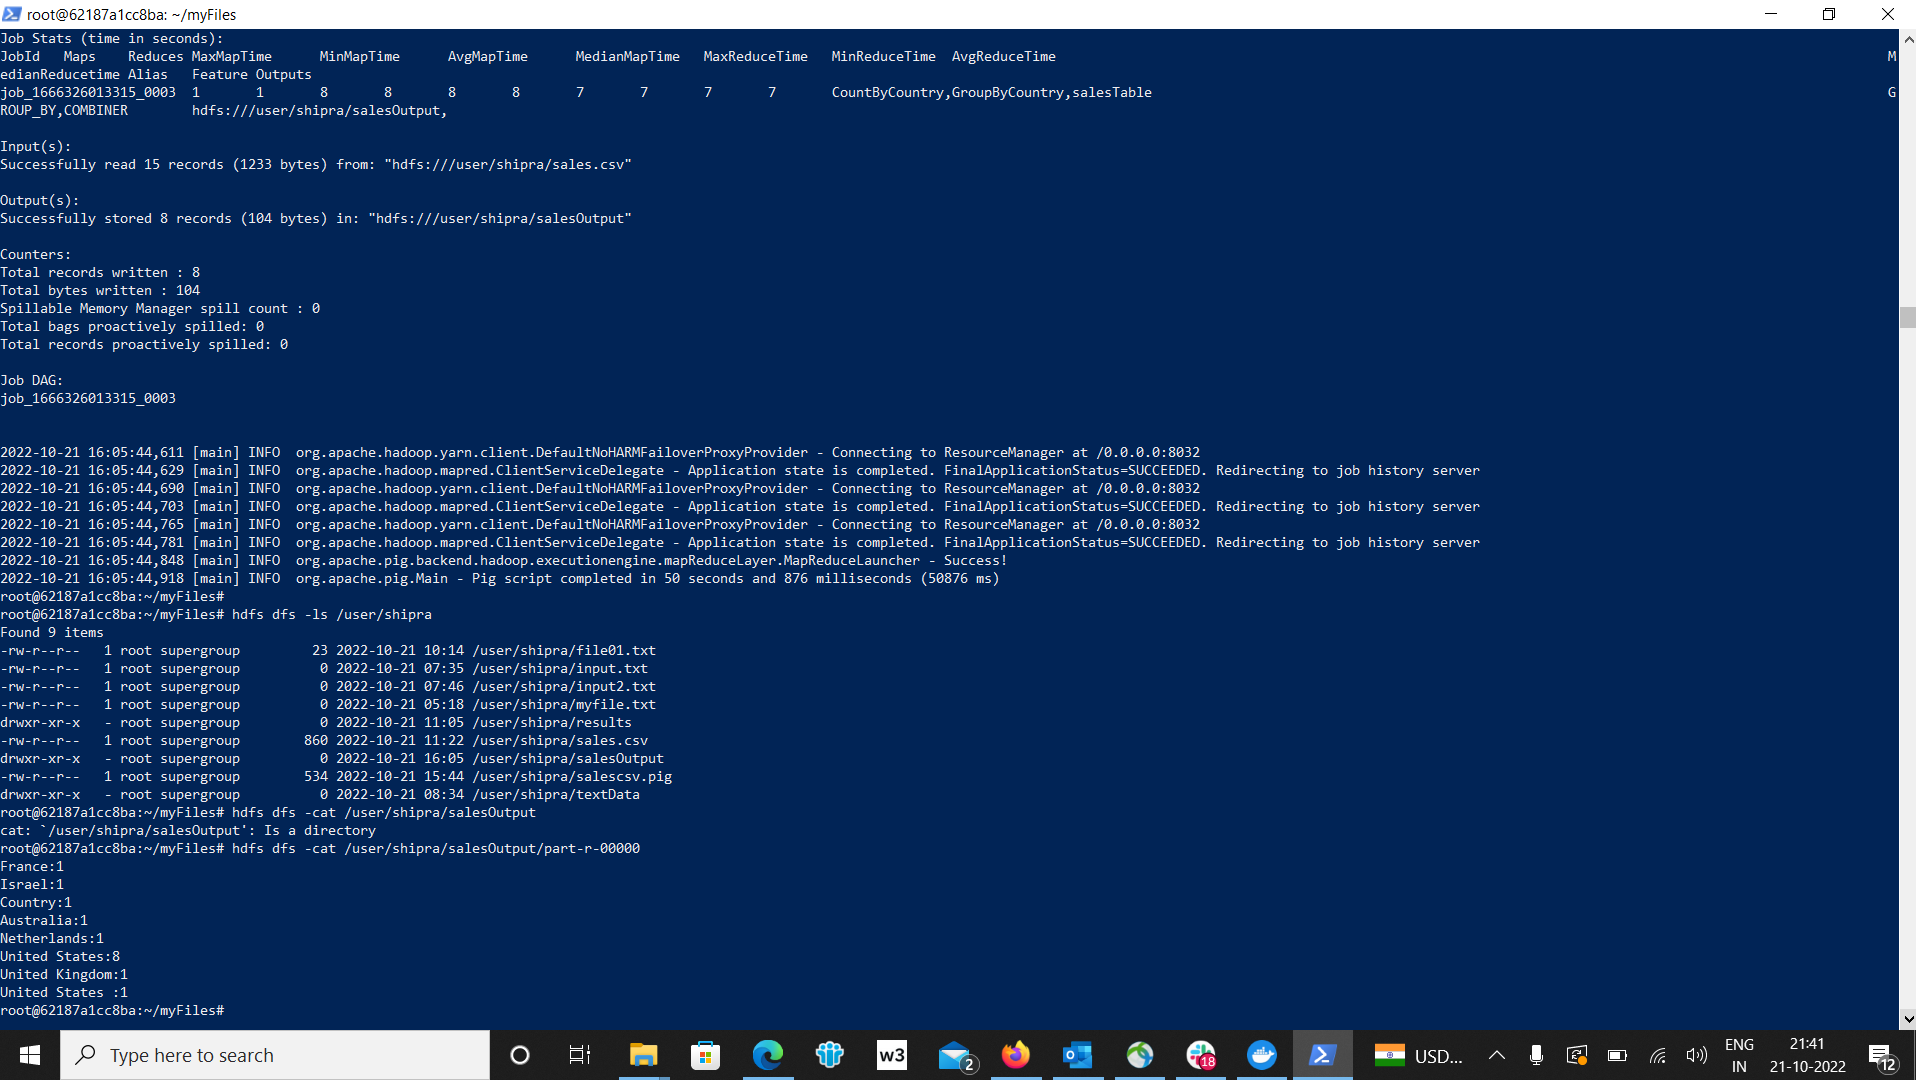 root@62187a1cc8ba: ~/myFiles
Job Stats (time in seconds):
JobId   Maps    Reduces MaxMapTime      MinMapTime      AvgMapTime      MedianMapTime   MaxReduceTime   MinReduceTime  AvgReduceTime   M
edianReducetime Alias   Feature Outputs
job_1666326013315_0003  1       1       8       8       8       8       7       7       7       7       CountByCountry,GroupByCountry,salesTable   G
ROUP_BY,COMBINER        hdfs:///user/shipra/salesOutput,
Input(s):
Successfully read 15 records (1233 bytes) from: "hdfs:///user/shipra/sales.csv"
Output(s):
Successfully stored 8 records (104 bytes) in: "hdfs:///user/shipra/salesOutput"
Counters:
Total records written : 8
Total bytes written : 104
Spillable Memory Manager spill count : 0
Total bags proactively spilled: 0
Total records proactively spilled: 0
Job DAG:
job_1666326013315_0003
2022-10-21 16:05:44,611 [main] INFO  org.apache.hadoop.yarn.client.DefaultNoHARMFailoverProxyProvider - Connecting to ResourceManager at /0.0.0.0:8032
2022-10-21 16:05:44,629 [main] INFO  org.apache.hadoop.mapred.ClientServiceDelegate - Application state is completed. FinalApplicationStatus=SUCCEEDED. Redirecting to job history server
2022-10-21 16:05:44,690 [main] INFO  org.apache.hadoop.yarn.client.DefaultNoHARMFailoverProxyProvider - Connecting to ResourceManager at /0.0.0.0:8032
2022-10-21 16:05:44,703 [main] INFO  org.apache.hadoop.mapred.ClientServiceDelegate - Application state is completed. FinalApplicationStatus=SUCCEEDED. Redirecting to job history server
2022-10-21 16:05:44,765 [main] INFO  org.apache.hadoop.yarn.client.DefaultNoHARMFailoverProxyProvider - Connecting to ResourceManager at /0.0.0.0:8032
2022-10-21 16:05:44,781 [main] INFO  org.apache.hadoop.mapred.ClientServiceDelegate - Application state is completed. FinalApplicationStatus=SUCCEEDED. Redirecting to job history server
2022-10-21 16:05:44,848 [main] INFO  org.apache.pig.backend.hadoop.executionengine.mapReduceLayer.MapReduceLauncher - Success!
2022-10-21 16:05:44,918 [main] INFO  org.apache.pig.Main - Pig script completed in 50 seconds and 876 milliseconds (50876 ms)
root@62187a1cc8ba:~/myFiles#
root@62187a1cc8ba:~/myFiles# hdfs dfs -ls /user/shipra
Found 9 items
-rw-r--r--   1 root supergroup         23 2022-10-21 10:14 /user/shipra/file01.txt
-rw-r--r--   1 root supergroup          0 2022-10-21 07:35 /user/shipra/input.txt
-rw-r--r--   1 root supergroup          0 2022-10-21 07:46 /user/shipra/input2.txt
-rw-r--r--   1 root supergroup          0 2022-10-21 05:18 /user/shipra/myfile.txt
drwxr-xr-x   - root supergroup          0 2022-10-21 11:05 /user/shipra/results
-rw-r--r--   1 root supergroup        860 2022-10-21 11:22 /user/shipra/sales.csv
drwxr-xr-x   - root supergroup          0 2022-10-21 16:05 /user/shipra/salesOutput
-rw-r--r--   1 root supergroup        534 2022-10-21 15:44 /user/shipra/salescsv.pig
drwxr-xr-x   - root supergroup          0 2022-10-21 08:34 /user/shipra/textData
root@62187a1cc8ba:~/myFiles# hdfs dfs -cat /user/shipra/salesOutput
cat: `/user/shipra/salesOutput': Is a directory
root@62187a1cc8ba:~/myFiles# hdfs dfs -cat /user/shipra/salesOutput/part-r-00000
France:1
Israel:1
Country:1
Australia:1
Netherlands:1
United States:8
United Kingdom:1
United States :1
root@62187a1cc8ba:~/myFiles#
Type here to search
w3
2
18
USD...
ENG
IN
21:41
21-10-2022
12